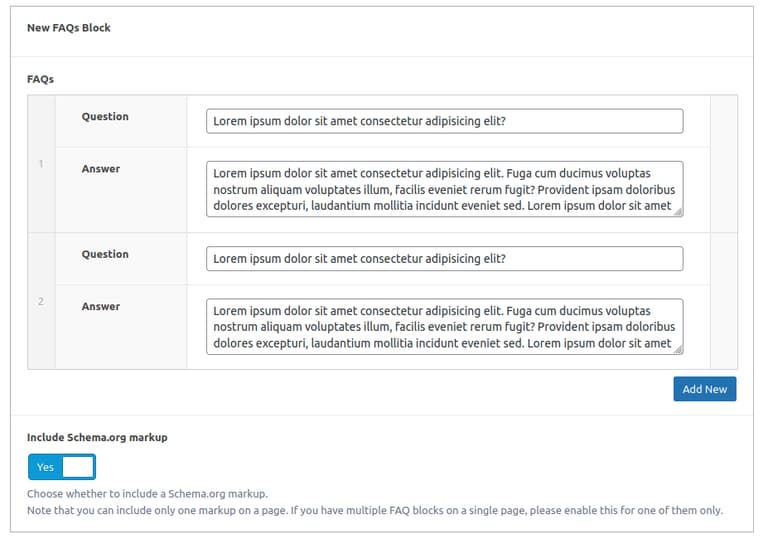 New FAQs Block
FAQs
1
Question
Lorem ipsum dolor sit amet consectetur adipisicing elit?
Answer
Lorem ipsum dolor sit amet consectetur adipisicing elit. Fuga cum ducimus voluptas
nostrum aliquam voluptates illum, facilis eveniet rerum fugit? Provident ipsam doloribus
dolores excepturi, laudantium mollitia incidunt eveniet sed. Lorem ipsum dolor sit amet
2
Question
Lorem ipsum dolor sit amet consectetur adipisicing elit?
Answer
Lorem ipsum dolor sit amet consectetur adipisicing elit. Fuga cum ducimus voluptas
nostrum aliquam voluptates illum, facilis eveniet rerum fugit? Provident ipsam doloribus
dolores excepturi, laudantium mollitia incidunt eveniet sed. Lorem ipsum dolor sit amet
Add New
Include Schema.org markup
Yes
Choose whether to include a Schema.org markup.
Note that you can include only one markup on a page. If you have multiple FAQ blocks on a single page, please enable this for one of them only.